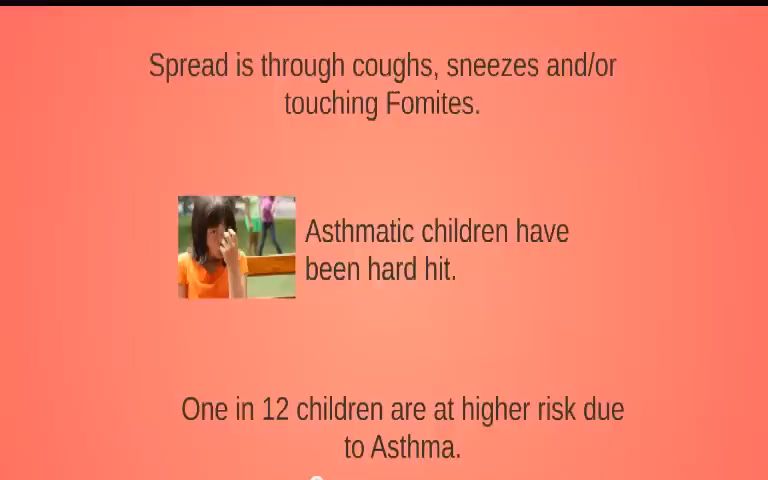 Spread is through coughs, sneezes and/or
touching Fomites.
Asthmatic children have
been hard hit.
One in 12 children are at higher risk due
to Asthma.